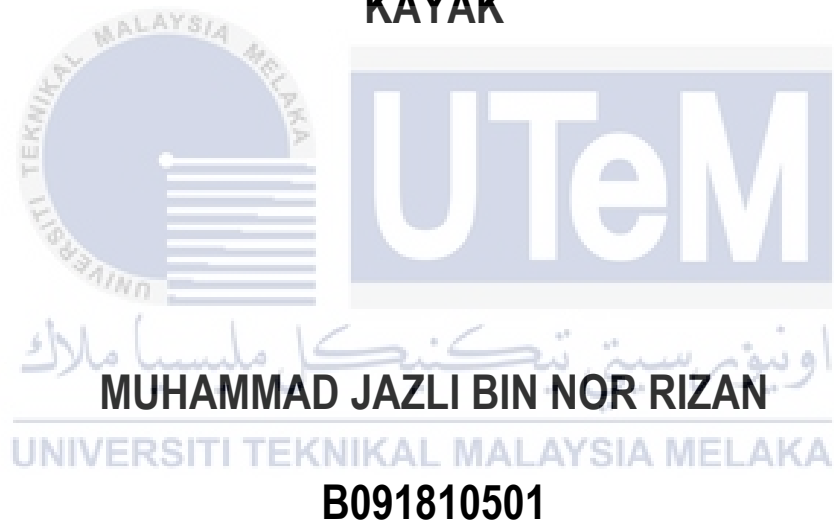 KAYAK
UNIVERSITI TEKNIKAL MALAYSIA MELAKA
UTeM
اونيۏرسيتي تيكنيكل مليسيا ملاك
MUHAMMAD JAZLI BIN NOR RIZAN
UNIVERSITI TEKNIKAL MALAYSIA MELAKA
B091810501